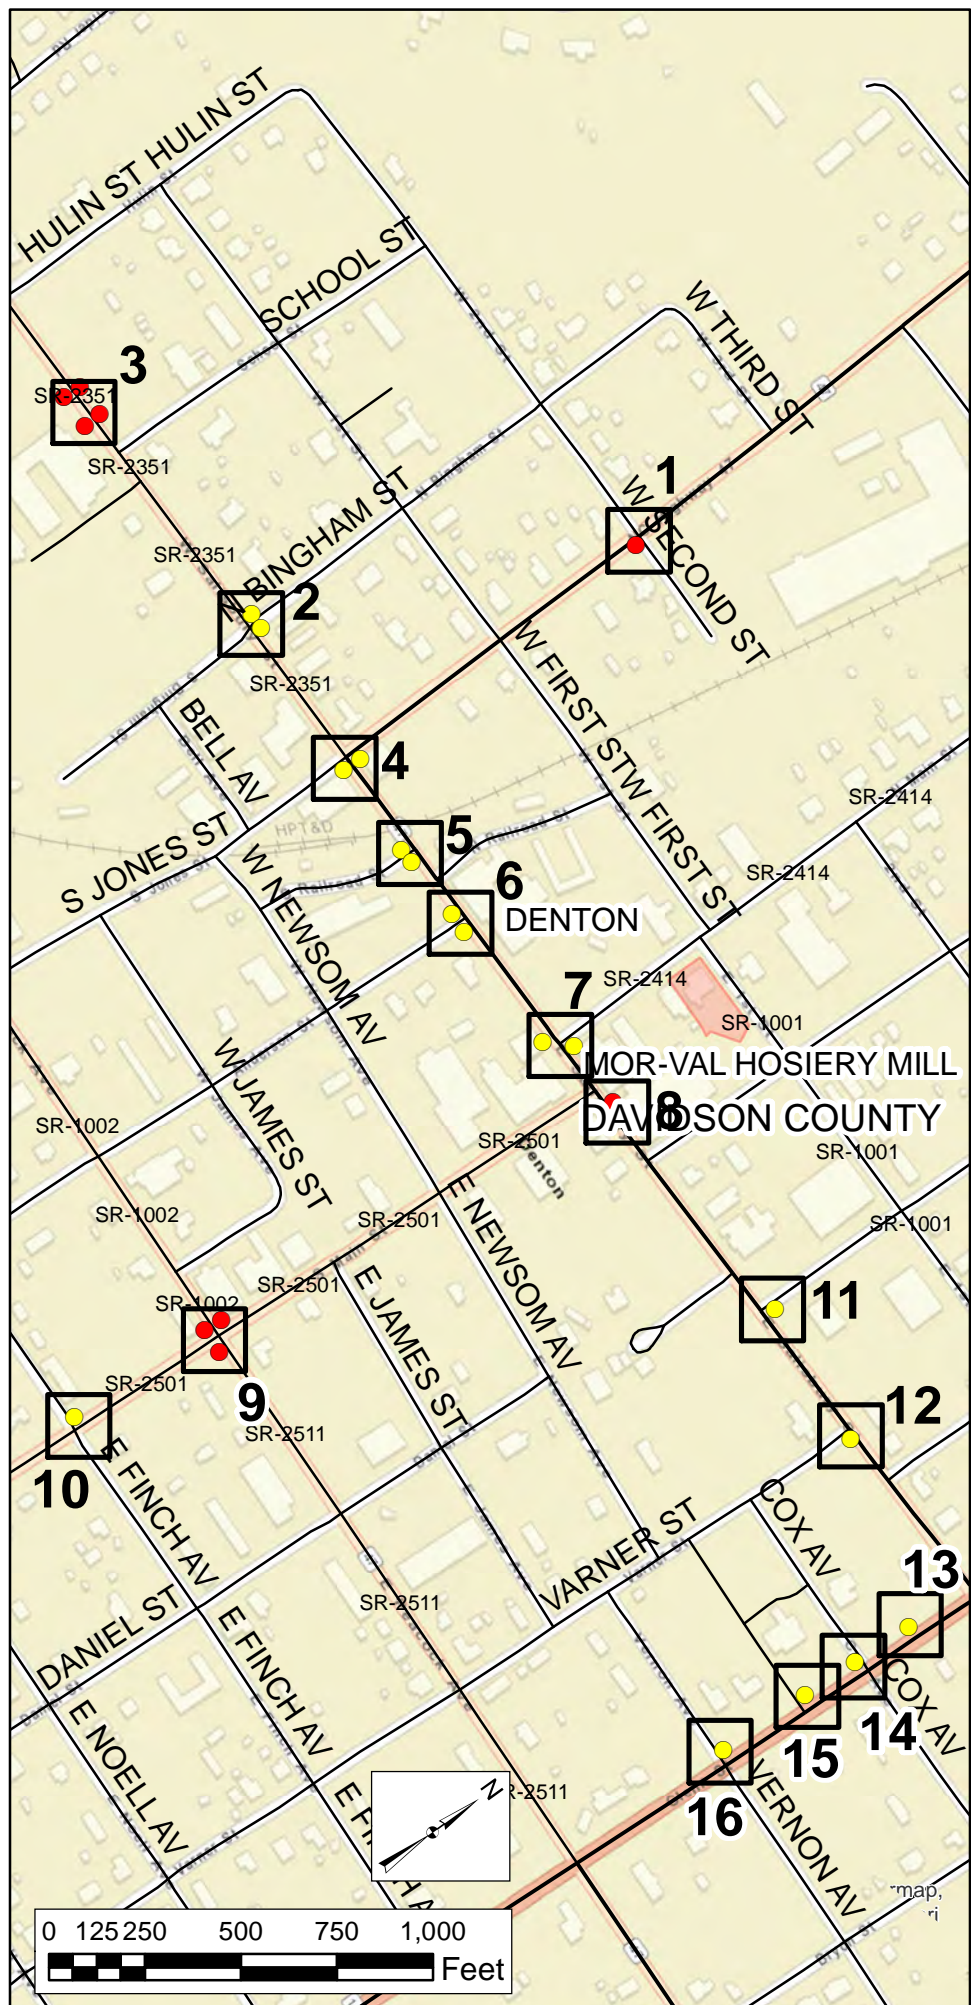 HULIN ST
HULIN ST
SCHOOL ST
W THIRD ST
3
SR-2351
SR-2351
1
W SECOND ST
SR-2351
N BINGHAM ST
2
SR-2351
W FIRST ST
BELL AV
4
W FIRST ST
SR-2414
HPT&D
5
Railroad St
S JONES ST
SR-2414
W NEWSOM AV
6
DENTON
SR-2414
7
SR-1001
MOR-VAL HOSIERY MILL
W JAMES ST
8
DAVIDSON COUNTY
SR-1002
SR-2501
SR-1001
Denton
SR-1002
SR-2501
E NEWSOM AV
SR-1001
SR-2501
E JAMES ST
SR-1002
11
SR-2501
9
SR-2511
12
10
E FINCH AV
COX AV
VARNER ST
13
SR-2511
DANIEL ST
E FINCH AV
E NOELL AV
COX AV
14
15
16
VERNON AV
R-2511
N
map,
ri
0 125 250 500 750 1,000
Feet